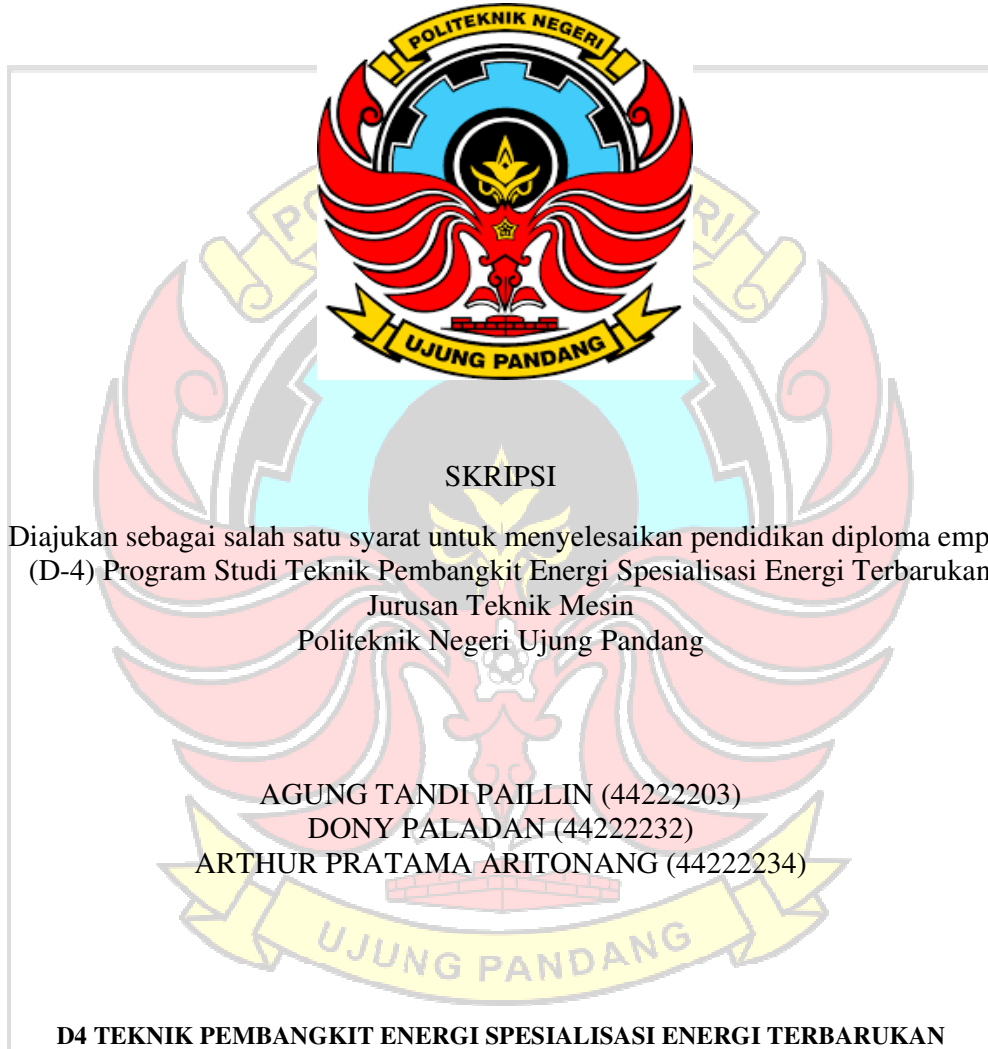 POLITEKNIK NEGERI
UJUNG PANDANG
SKRIPSI
Diajukan sebagai salah satu syarat untuk menyelesaikan pendidikan diploma emp
(D-4) Program Studi Teknik Pembangkit Energi Spesialisasi Energi Terbarukan
Jurusan Teknik Mesin
Politeknik Negeri Ujung Pandang
AGUNG TANDI PAILLIN (44222203)
DONY PALADAN (44222232)
ARTHUR PRATAMA ARITONANG (44222234)
UJUNG PANDANG
D4 TEKNIK PEMBANGKIT ENERGI SPESIALISASI ENERGI TERBARUKAN